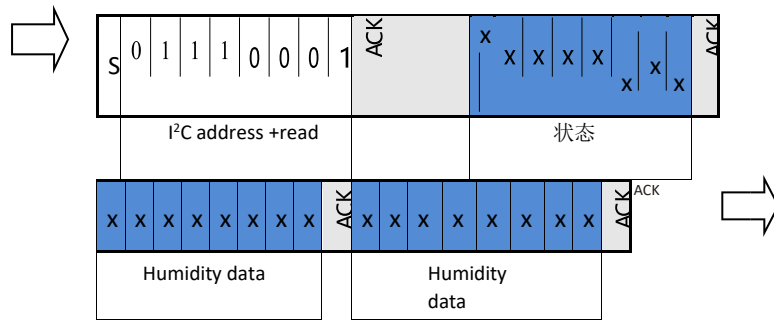 S 0 1 1 1 0 0 0 1 ACK x x x x x x x x ACK
I²C address +read 状态
x x x x x x x x ACK x x x x x x x x ACK ACK
Humidity data Humidity
data